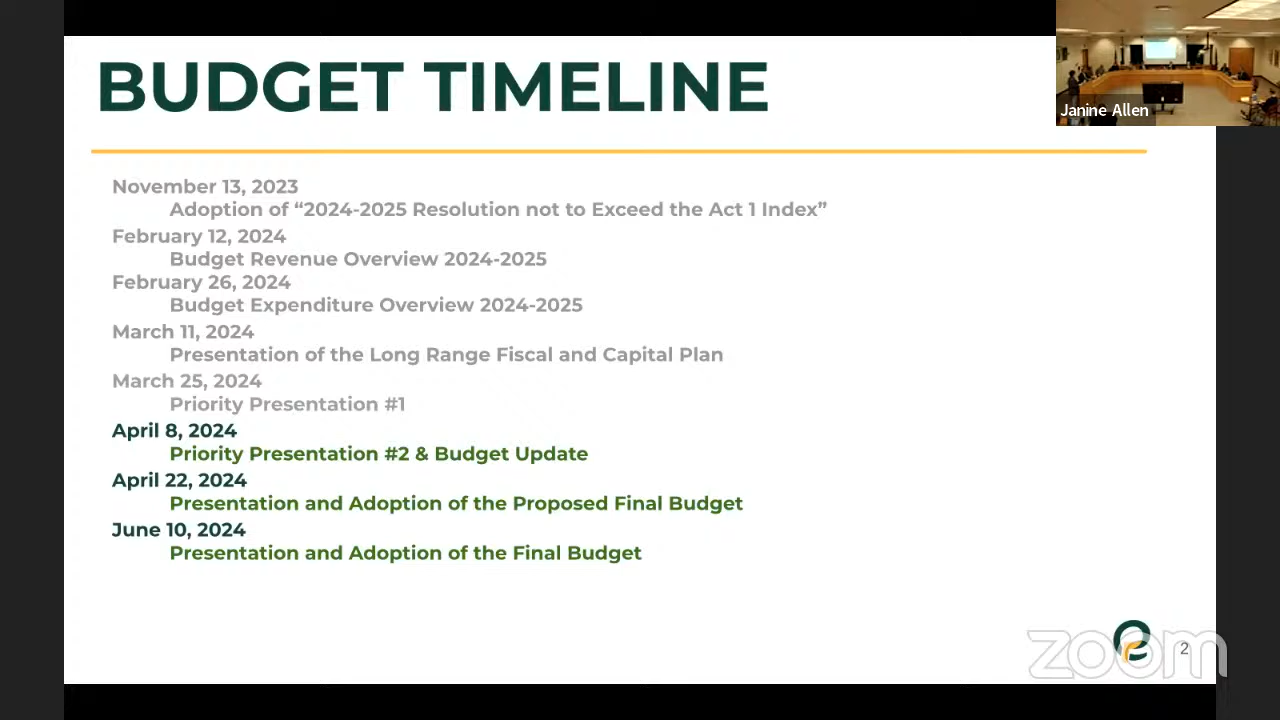 BUDGET TIMELINE
Janine Allen
November 13, 2023
Adoption of “2024-2025 Resolution not to Exceed the Act 1 Index”
February 12, 2024
Budget Revenue Overview 2024-2025
February 26, 2024
Budget Expenditure Overview 2024-2025
March 11, 2024
Presentation of the Long Range Fiscal and Capital Plan
March 25, 2024
Priority Presentation #1
April 8, 2024
Priority Presentation #2 & Budget Update
April 22, 2024
Presentation and Adoption of the Proposed Final Budget
June 10, 2024
Presentation and Adoption of the Final Budget
zoom
2